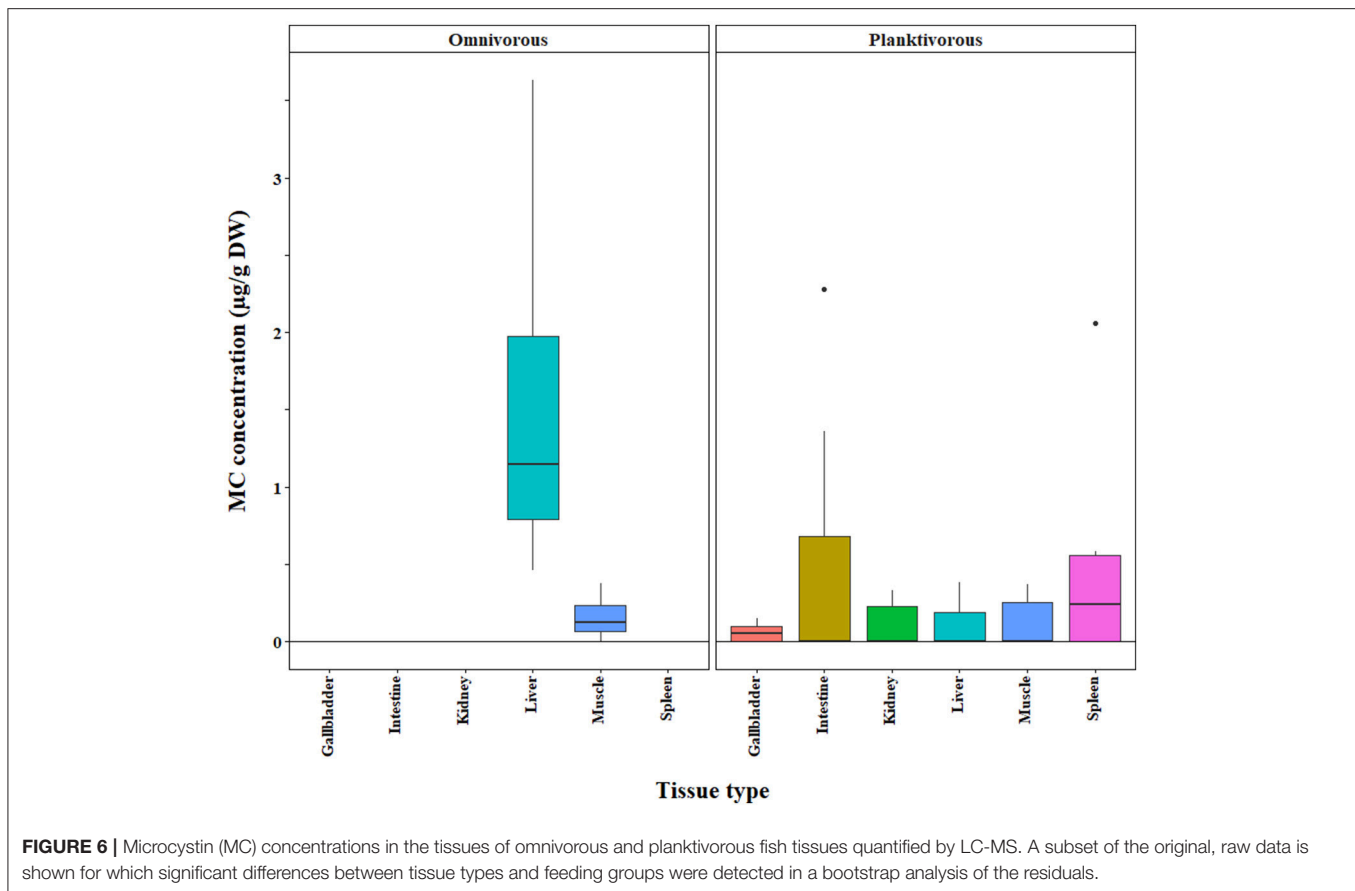 Omnivorous Planktivorous
MC concentration (µg/g DW)
3
2
1
0
Gallbladder
Intestine
Kidney
Liver
Muscle
Spleen
Gallbladder
Intestine
Kidney
Liver
Muscle
Spleen
Tissue type
FIGURE 6 | Microcystin (MC) concentrations in the tissues of omnivorous and planktivorous fish tissues quantified by LC-MS. A subset of the original, raw data is
shown for which significant differences between tissue types and feeding groups were detected in a bootstrap analysis of the residuals.